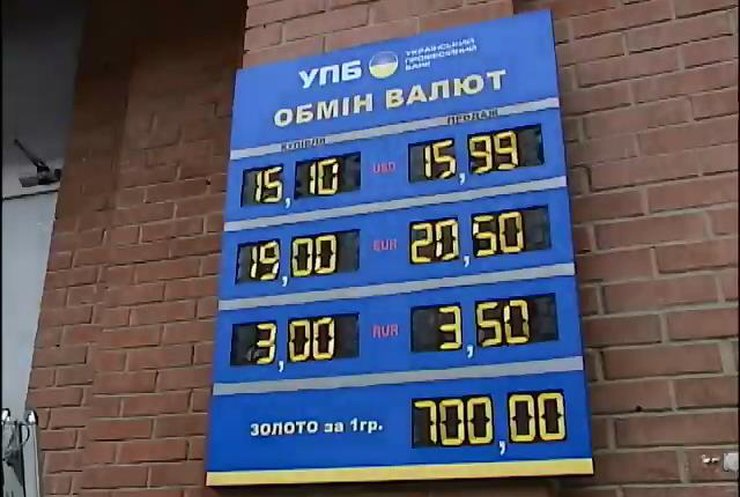 УПБ УКРАЇНСЬКИЙ
ПРОФЕСІЙНИЙ
БАНК
ОБМІН ВАЛЮТ
КУПІВЛЯ ПРОДАЖ
15,10 USD 15,99
19,00 EUR 20,50
3,00 RUR 3,50
ЗОЛОТО за 1гр. 700,00